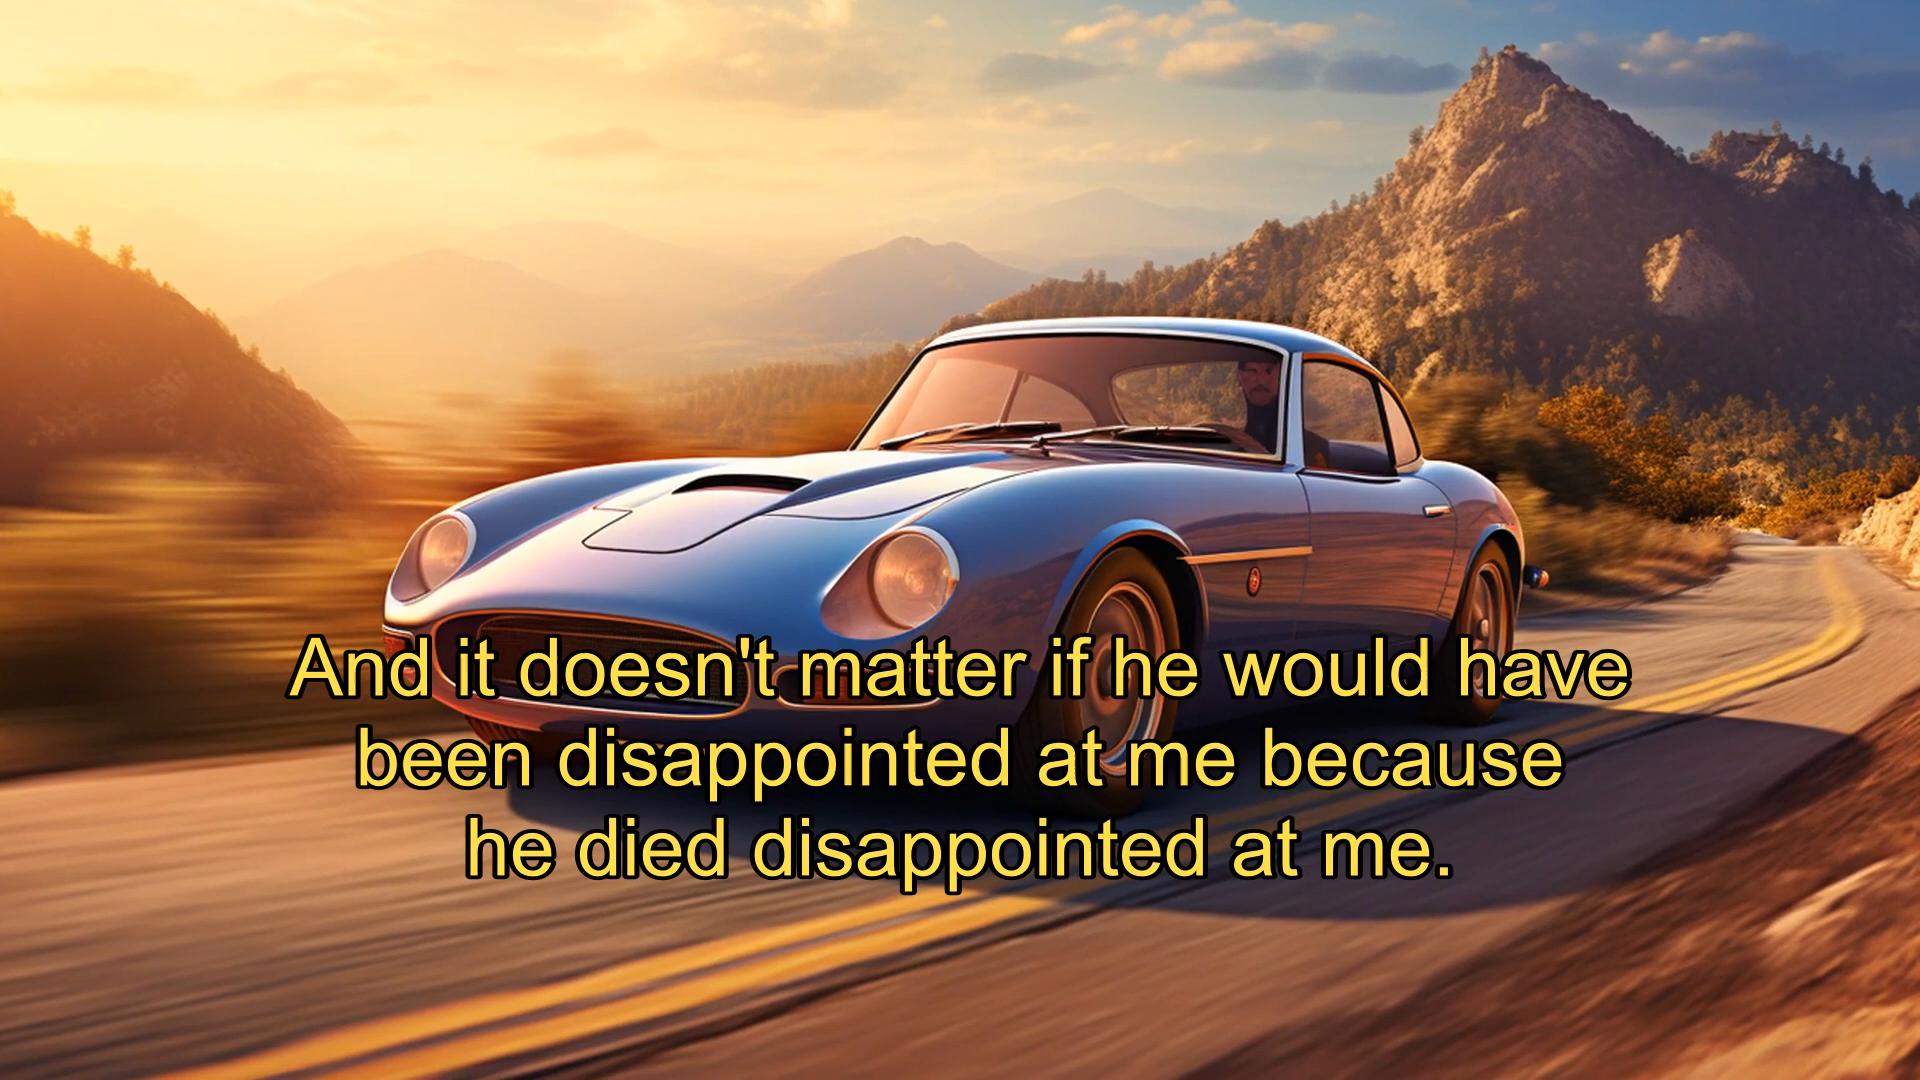 And it doesn't matter if he would have
been disappointed at me because
he died disappointed at me.